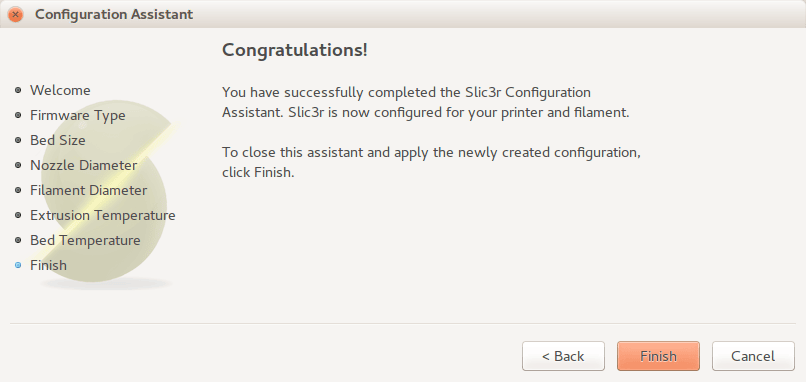 Configuration Assistant
Congratulations!
Welcome
Firmware Type
Bed Size
Nozzle Diameter
Filament Diameter
Extrusion Temperature
Bed Temperature
Finish
You have successfully completed the Slic3r Configuration
Assistant. Slic3r is now configured for your printer and filament.
To close this assistant and apply the newly created configuration,
click Finish.
< Back
Finish
Cancel